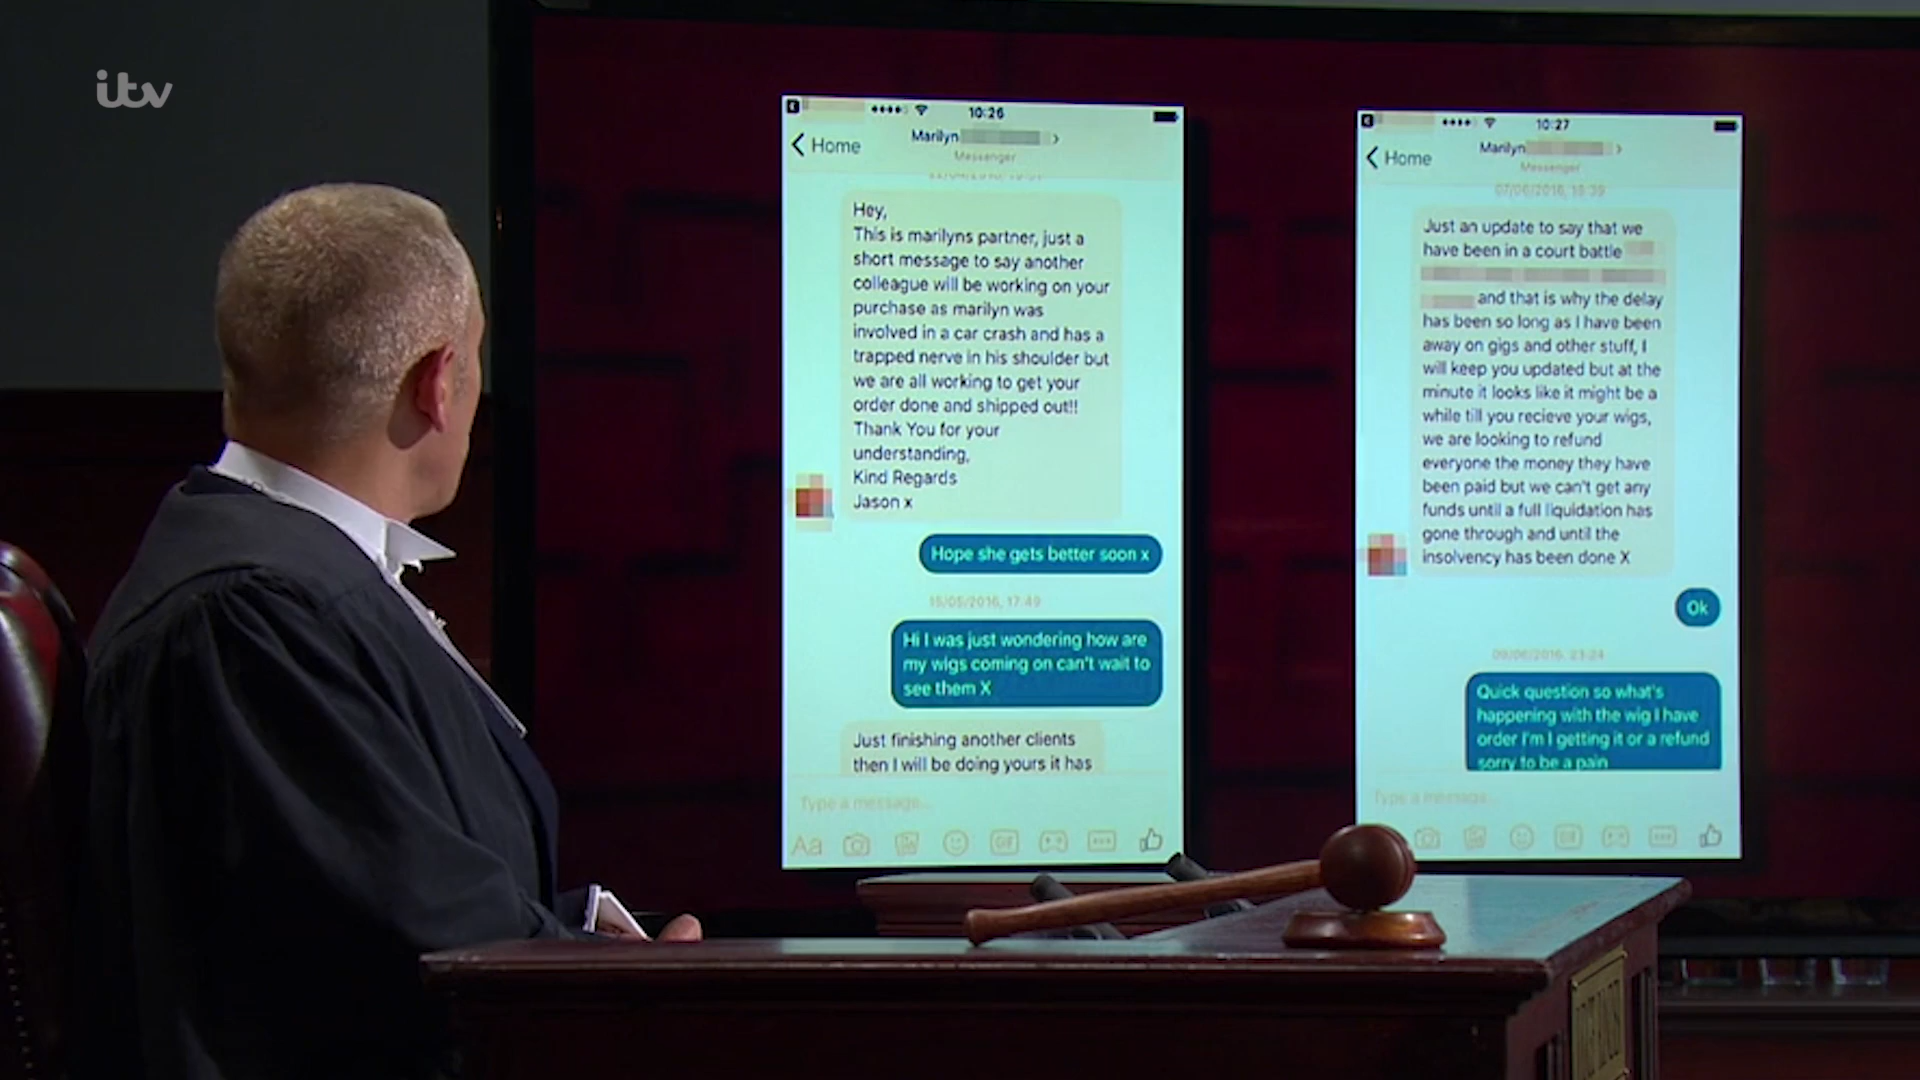 itv
10:26
Home
Marilyn
Messenger
Hey,
This is marilyns partner, just a
short message to say another
colleague will be working on your
purchase as marilyn was
involved in a car crash and has a
trapped nerve in his shoulder but
we are all working to get your
order done and shipped out!!
Thank You for your
understanding,
Kind Regards
Jason x
Hope she gets better soon x
15/05/2016, 17:49
Hi I was just wondering how are
my wigs coming on can't wait to
see them X
Just finishing another clients
then I will be doing yours it has
Type a message...
Aa
GIF
10:27
Home
Marilyn
Messenger
07/06/2016, 18:39
Just an update to say that we
have been in a court battle
and that is why the delay
has been so long as I have been
away on gigs and other stuff, I
will keep you updated but at the
minute it looks like it might be a
while till you recieve your wigs,
we are looking to refund
everyone the money they have
been paid but we can't get any
funds until a full liquidation has
gone through and until the
insolvency has been done X
Ok
09/06/2016, 23:24
Quick question so what's
happening with the wig I have
order I'm I getting it or a refund
sorry to be a pain
Type a message...
GIF